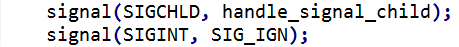 signal(SIGCHLD, handle_signal_child);
signal(SIGINT, SIG_IGN);